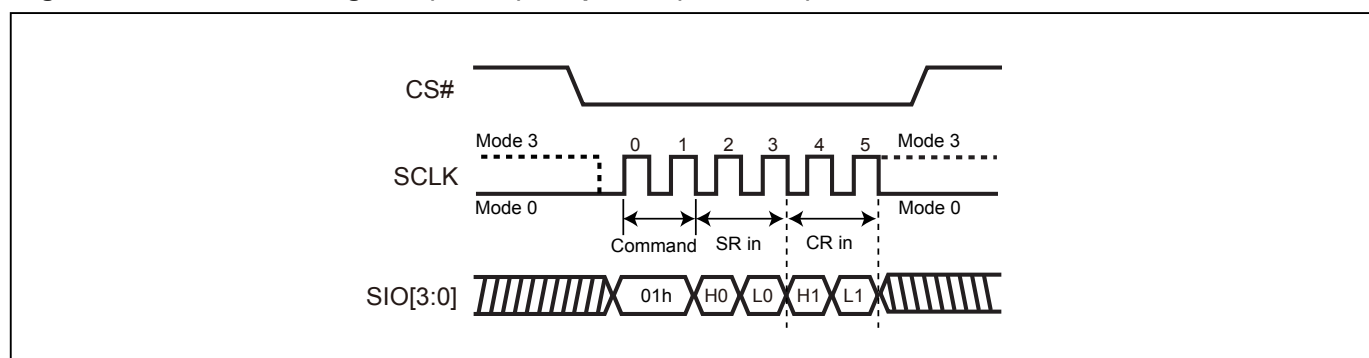 CS#
Mode 3
0 1 2 3 4 5
Mode 3
SCLK
Mode 0
Mode 0
Command
SR in
CR in
SIO[3:0]
01h
H0
L0
H1
L1